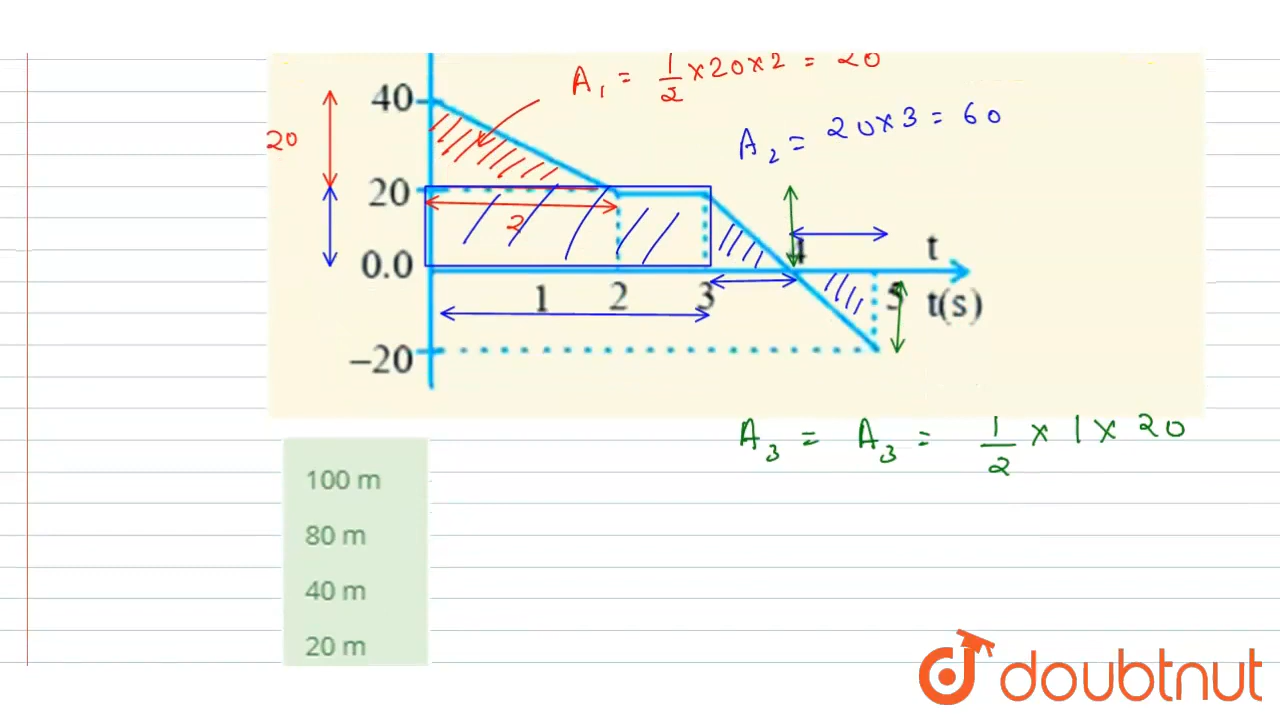 A1 = 1/2 × 20 × 2 = 20
40
20
A2 = 20 × 3 = 60
20
2
4
t
0.0
1
2
3
5
t(s)
–20
A3 = A3 = 1/2 × 1 × 20
100 m
80 m
40 m
20 m
doubtnut